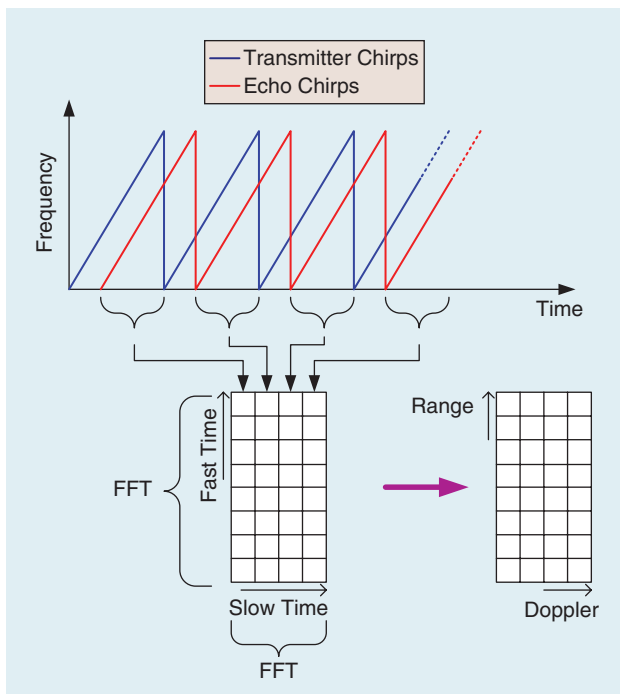 Transmitter Chirps
Echo Chirps
Frequency
Time
Fast Time
FFT
Slow Time
FFT
Range
Doppler